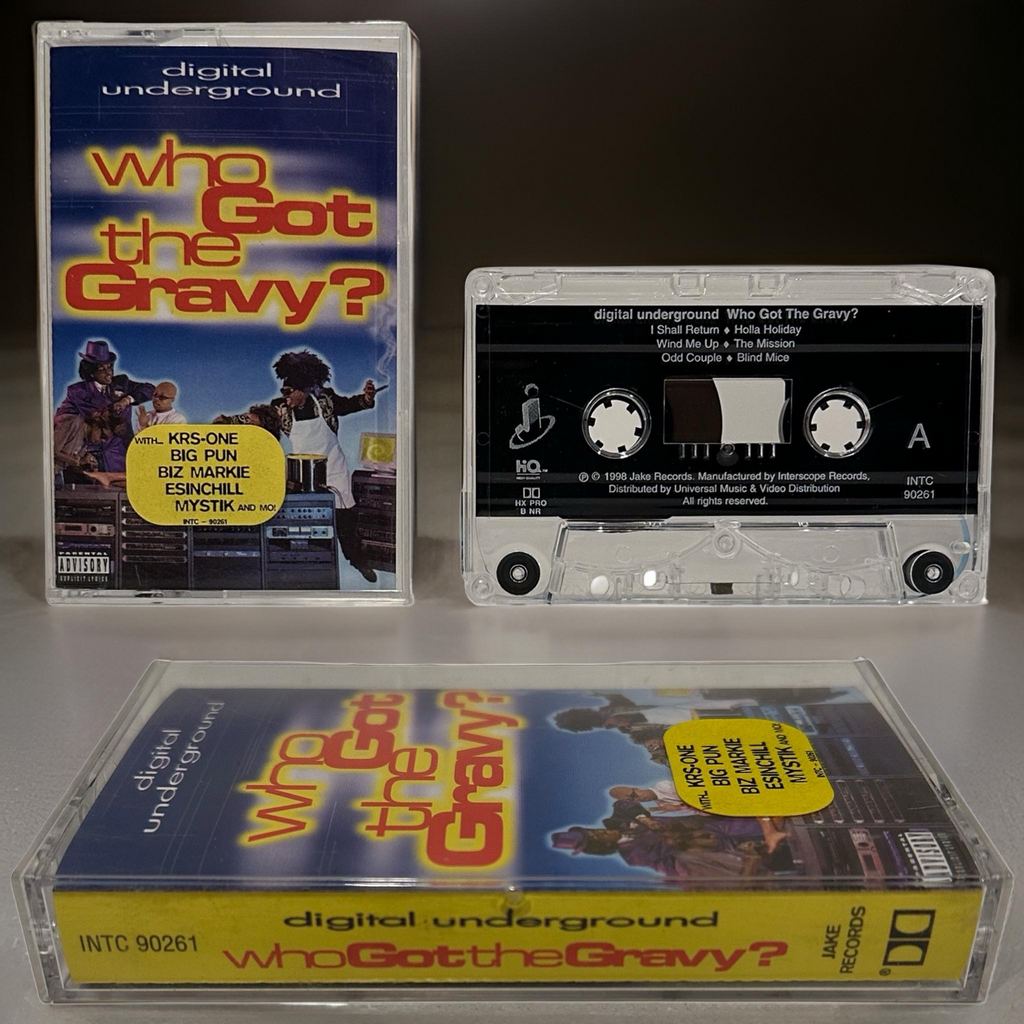 digital
underground
who
Got
the
Gravy?
WITH... KRS-ONE
BIG PUN
BIZ MARKIE
ESINCHILL
MYSTIK AND MO!
INTC - 90261
PARENTAL
ADVISORY
EXPLICIT LYRICS
digital underground Who Got The Gravy?
I Shall Return ♦ Holla Holiday
Wind Me Up ♦ The Mission
Odd Couple ♦ Blind Mice
A
HQ™
HIGH QUALITY
HX PRO
B NR
℗ © 1998 Jake Records. Manufactured by Interscope Records,
Distributed by Universal Music & Video Distribution
All rights reserved.
INTC
90261
digital
underground
who
Got
the
Gravy?
WITH... KRS-ONE
BIG PUN
BIZ MARKIE
ESINCHILL
MYSTIK AND MO!
INTC - 90261
ADVISORY
INTC 90261
digital underground
whoGottheGravy?
JAKE
RECORDS
®